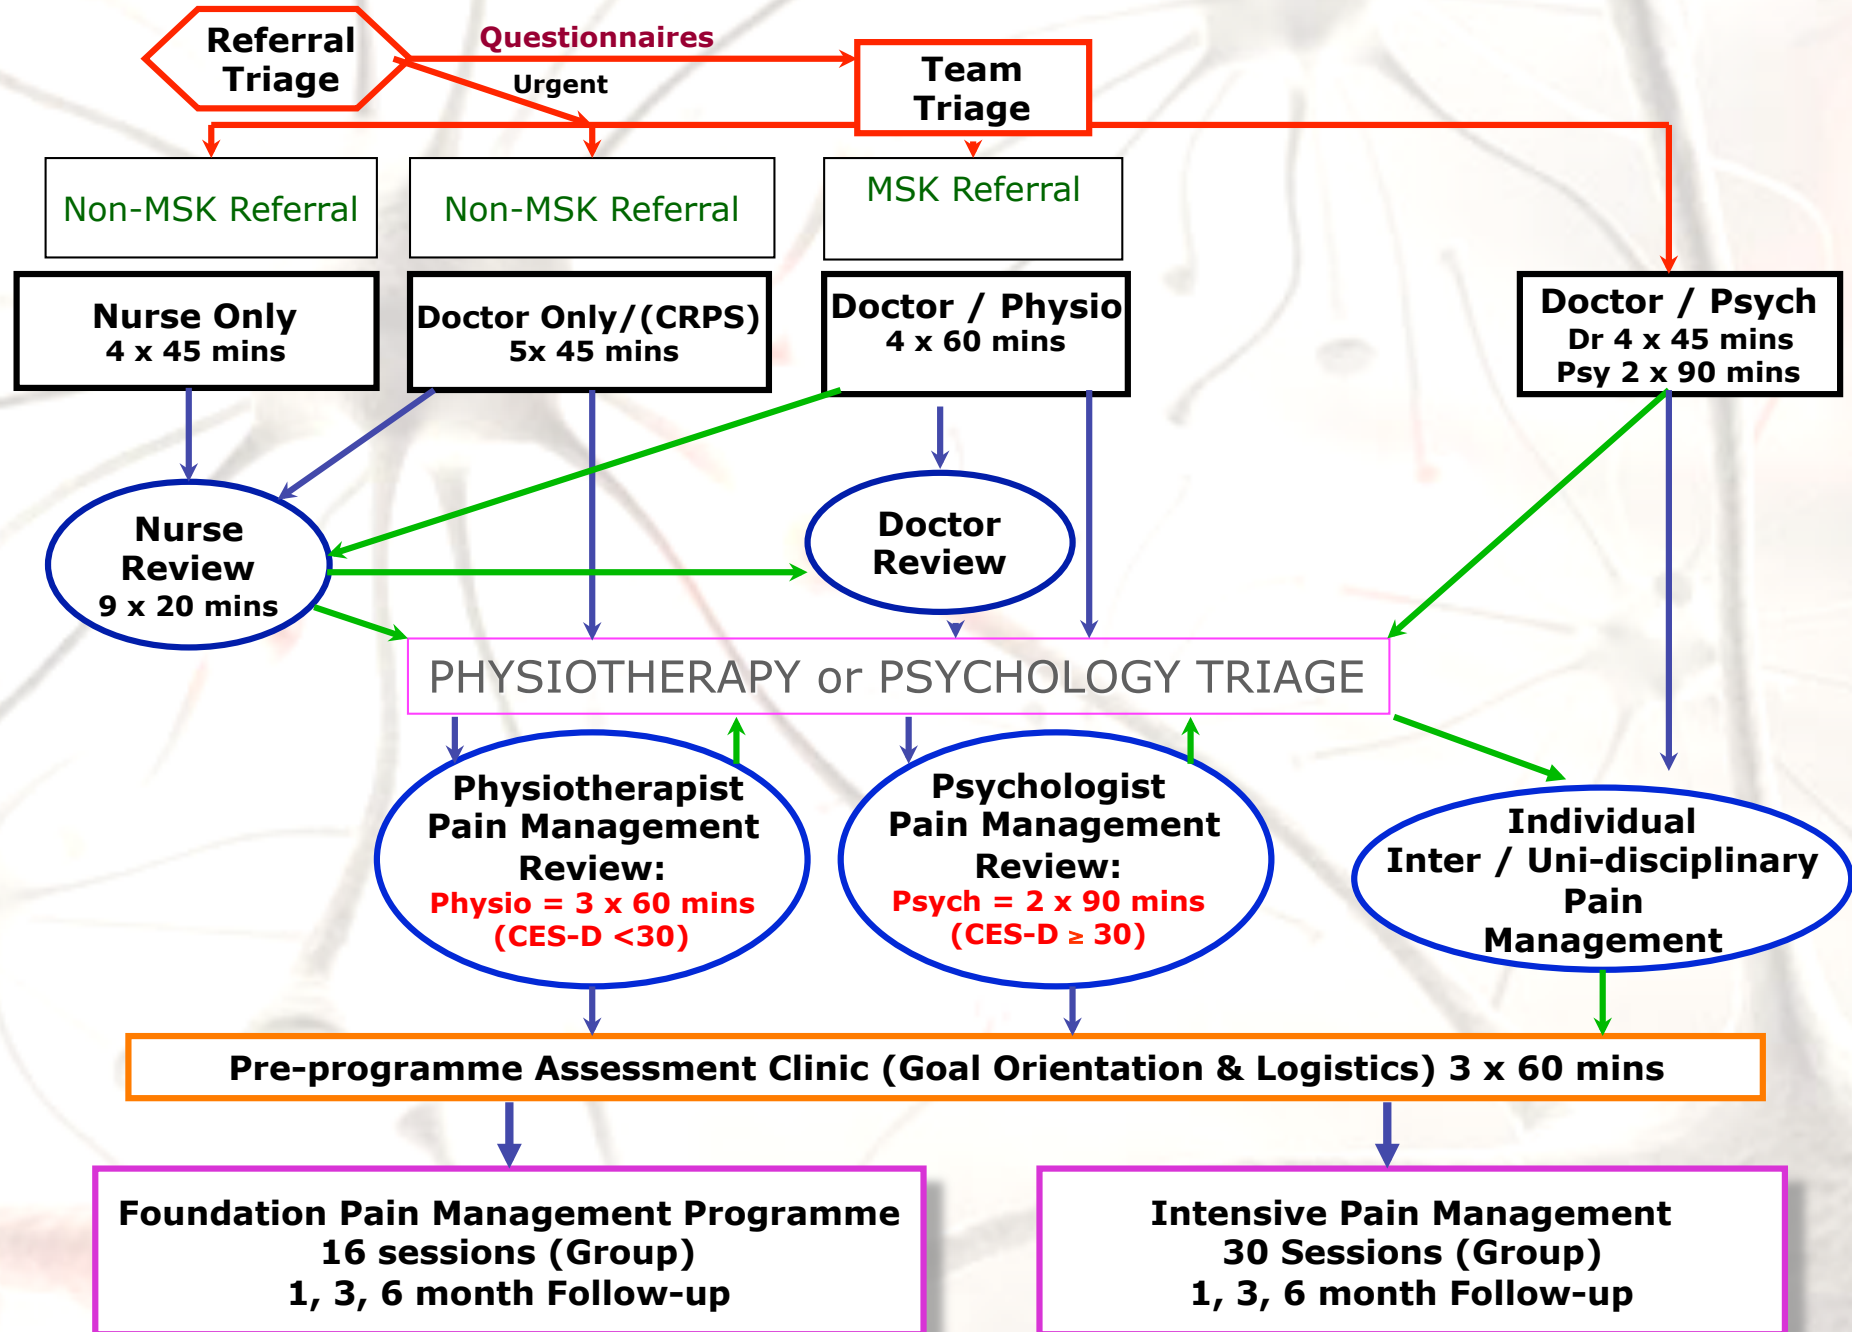 Referral
Triage
Questionnaires
Urgent
Team
Triage
Non-MSK Referral
Non-MSK Referral
MSK Referral
Nurse Only
4 x 45 mins
Doctor Only/(CRPS)
5x 45 mins
Doctor / Physio
4 x 60 mins
Doctor / Psych
Dr 4 x 45 mins
Psy 2 x 90 mins
Nurse
Review
9 x 20 mins
Doctor
Review
PHYSIOTHERAPY or PSYCHOLOGY TRIAGE
Physiotherapist
Pain Management
Review:
Physio = 3 x 60 mins
(CES-D <30)
Psychologist
Pain Management
Review:
Psych = 2 x 90 mins
(CES-D ≥ 30)
Individual
Inter / Uni-disciplinary
Pain
Management
Pre-programme Assessment Clinic (Goal Orientation & Logistics) 3 x 60 mins
Foundation Pain Management Programme
16 sessions (Group)
1, 3, 6 month Follow-up
Intensive Pain Management
30 Sessions (Group)
1, 3, 6 month Follow-up